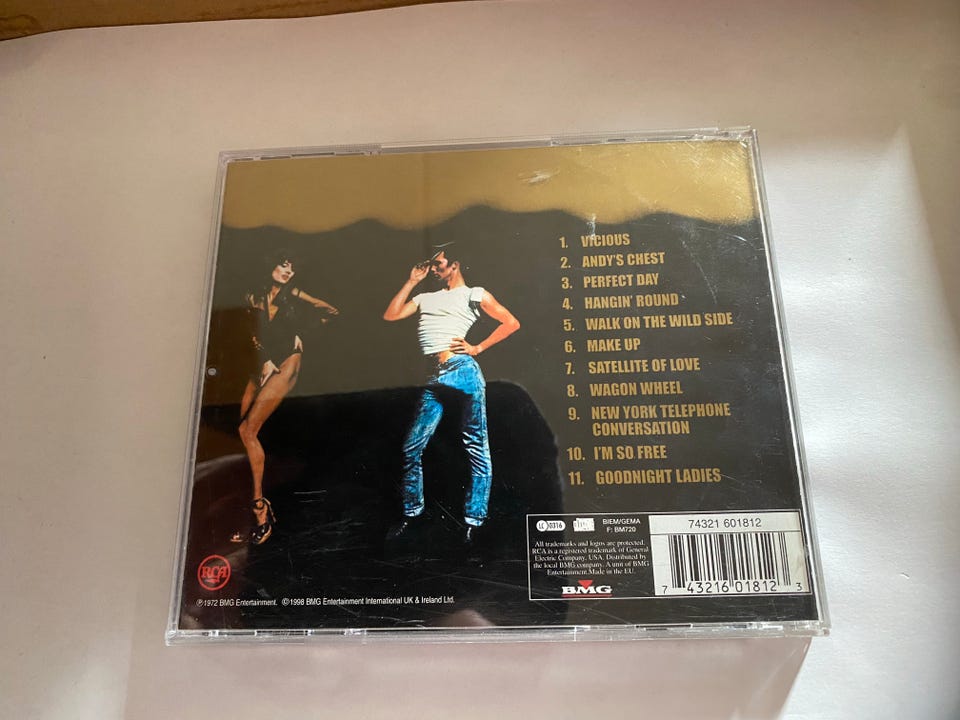 1. VICIOUS
2. ANDY'S CHEST
3. PERFECT DAY
4. HANGIN' ROUND
5. WALK ON THE WILD SIDE
6. MAKE UP
7. SATELLITE OF LOVE
8. WAGON WHEEL
9. NEW YORK TELEPHONE
CONVERSATION
10. I'M SO FREE
11. GOODNIGHT LADIES
LC 0316
BIEM/GEMA
F: BM720
74321 601812
All trademarks and logos are protected.
RCA is a registered trademark of General
Electric Company, USA. Distributed by
the local BMG company. A unit of BMG
Entertainment.Made in the EU.
BMG
7 43216 01812 3
RCA
℗1972 BMG Entertainment. ©1998 BMG Entertainment International UK & Ireland Ltd.